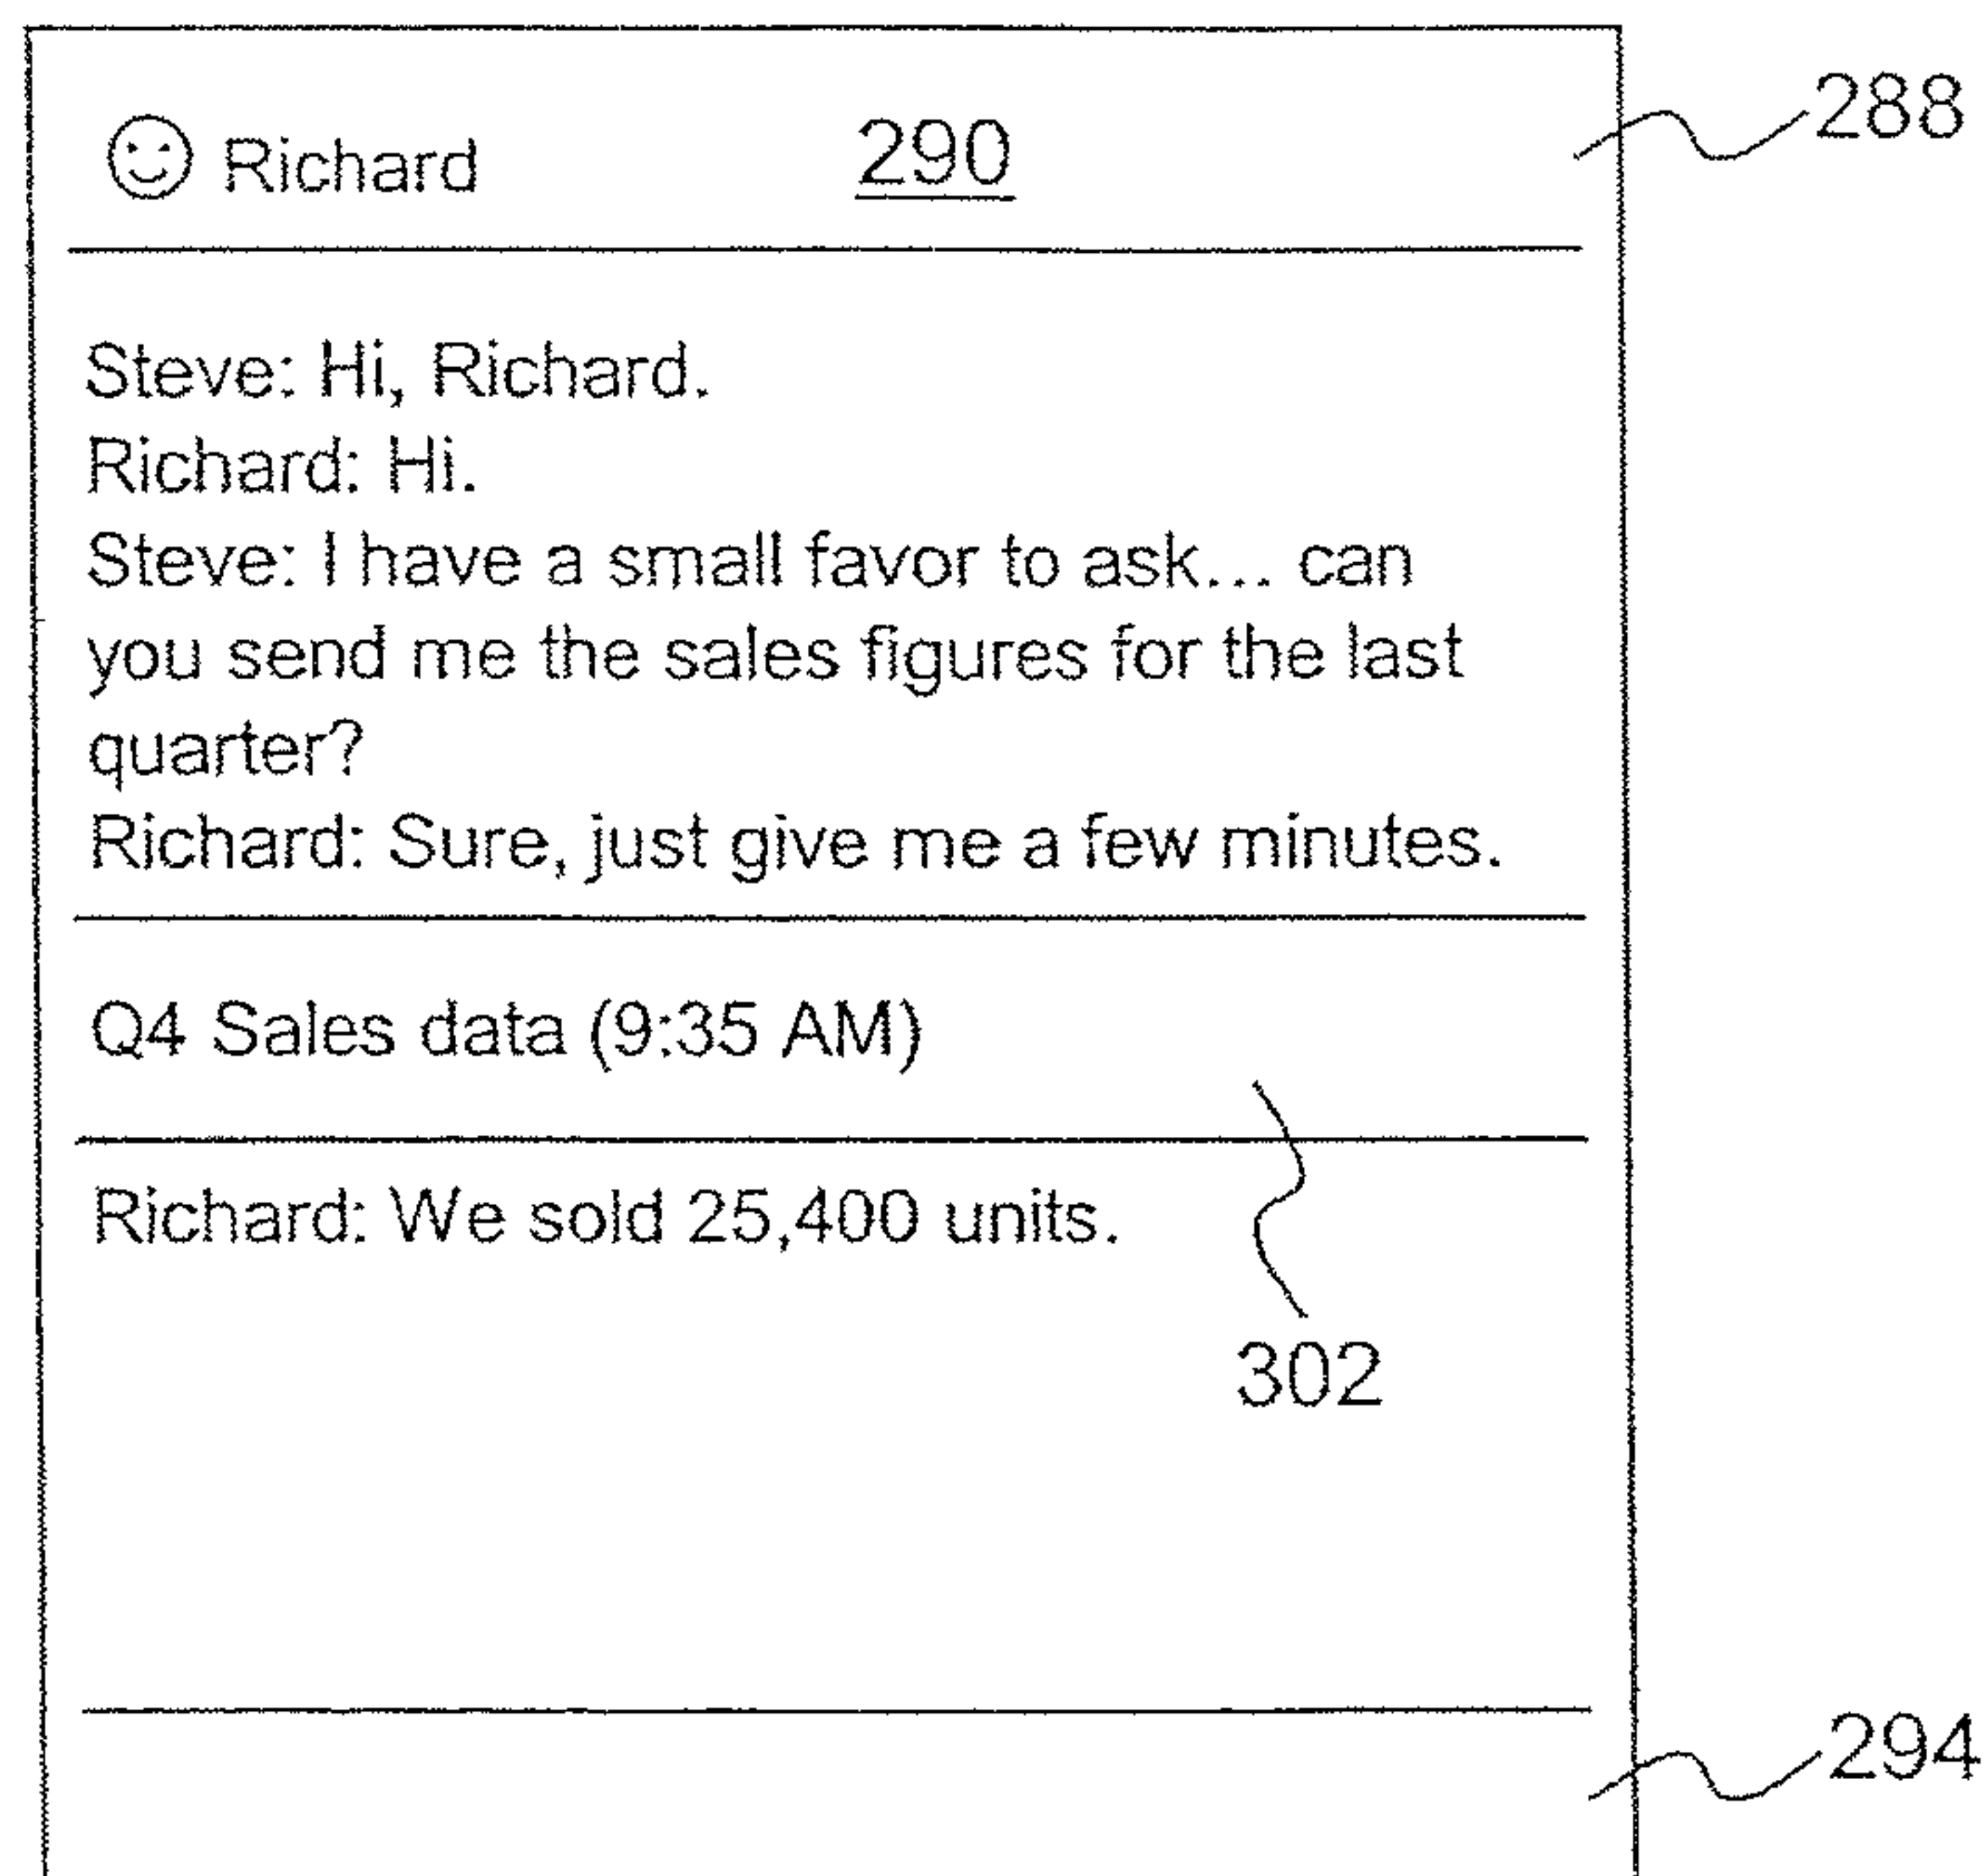 Richard 290
288
Steve: Hi, Richard.
Richard: Hi.
Steve: I have a small favor to ask... can
you send me the sales figures for the last
quarter?
Richard: Sure, just give me a few minutes.
Q4 Sales data (9:35 AM)
Richard: We sold 25,400 units.
302
294